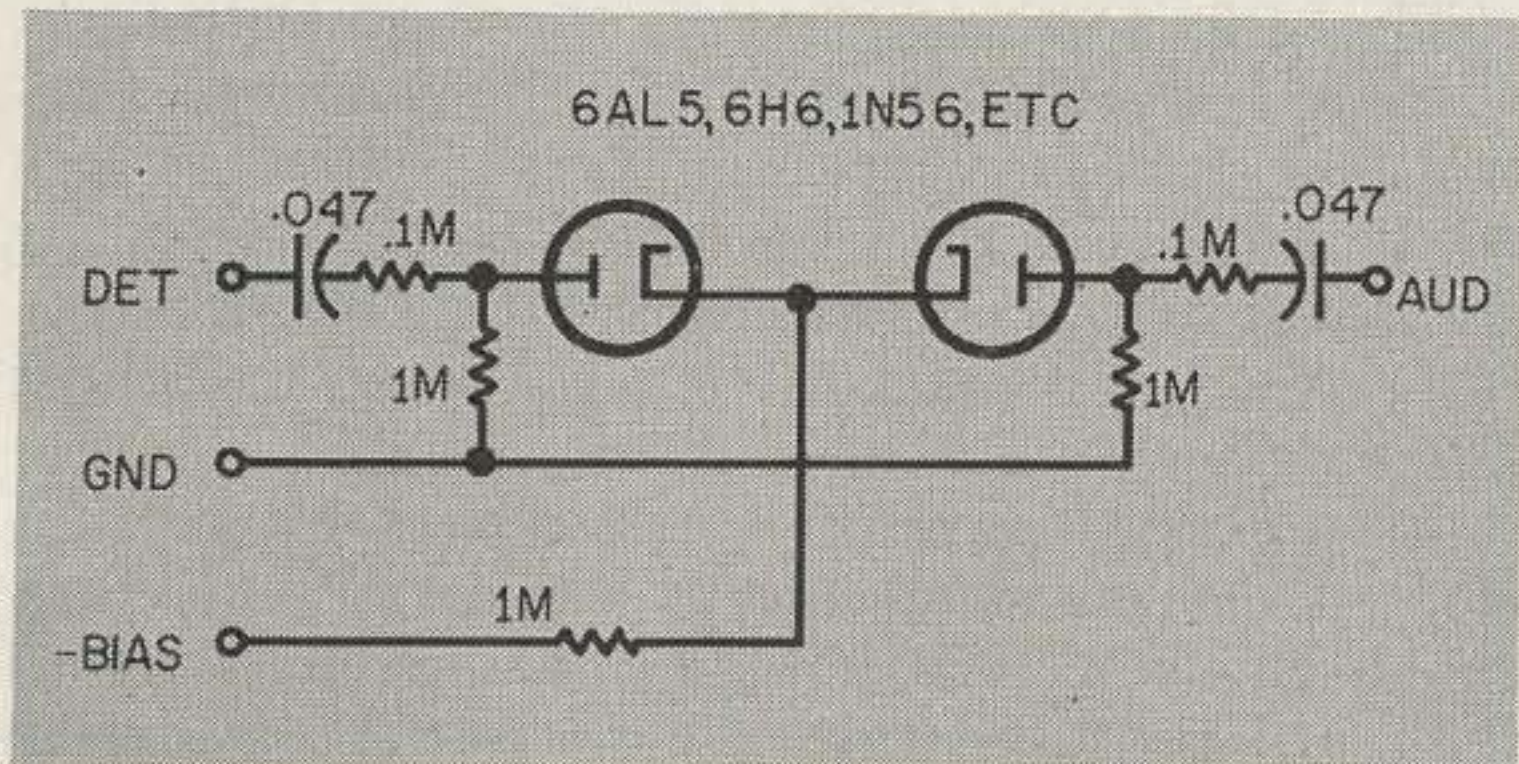 6AL5, 6H6, 1N56, ETC
.047
.1M
.1M
.047
DET
AUD
1M
1M
GND
1M
-BIAS